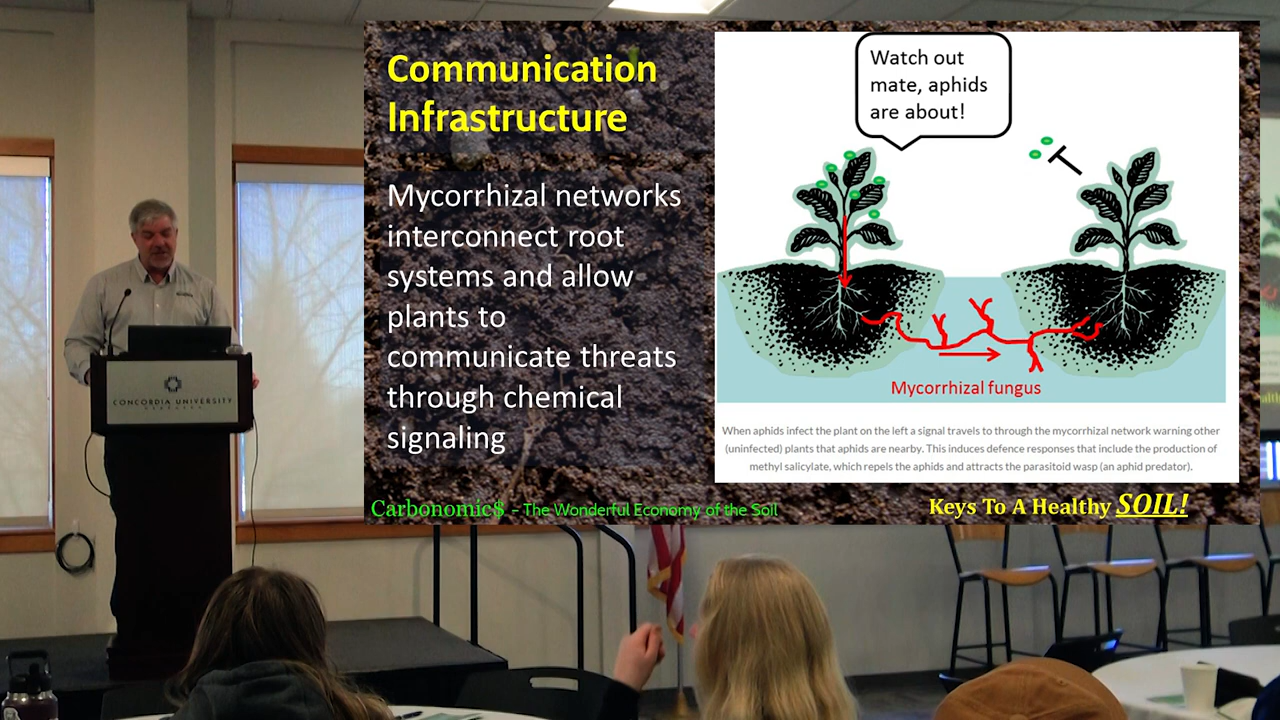 Communication
Infrastructure
Mycorrhizal networks
interconnect root
systems and allow
plants to
communicate threats
through chemical
signaling
Watch out
mate, aphids
are about!
Mycorrhizal fungus
When aphids infect the plant on the left a signal travels to through the mycorrhizal network warning other
(uninfected) plants that aphids are nearby. This induces defence responses that include the production of
methyl salicylate, which repels the aphids and attracts the parasitoid wasp (an aphid predator).
Carbonomic$ – The Wonderful Economy of the Soil
Keys To A Healthy SOIL!
CONCORDIA UNIVERSITY
NEBRASKA